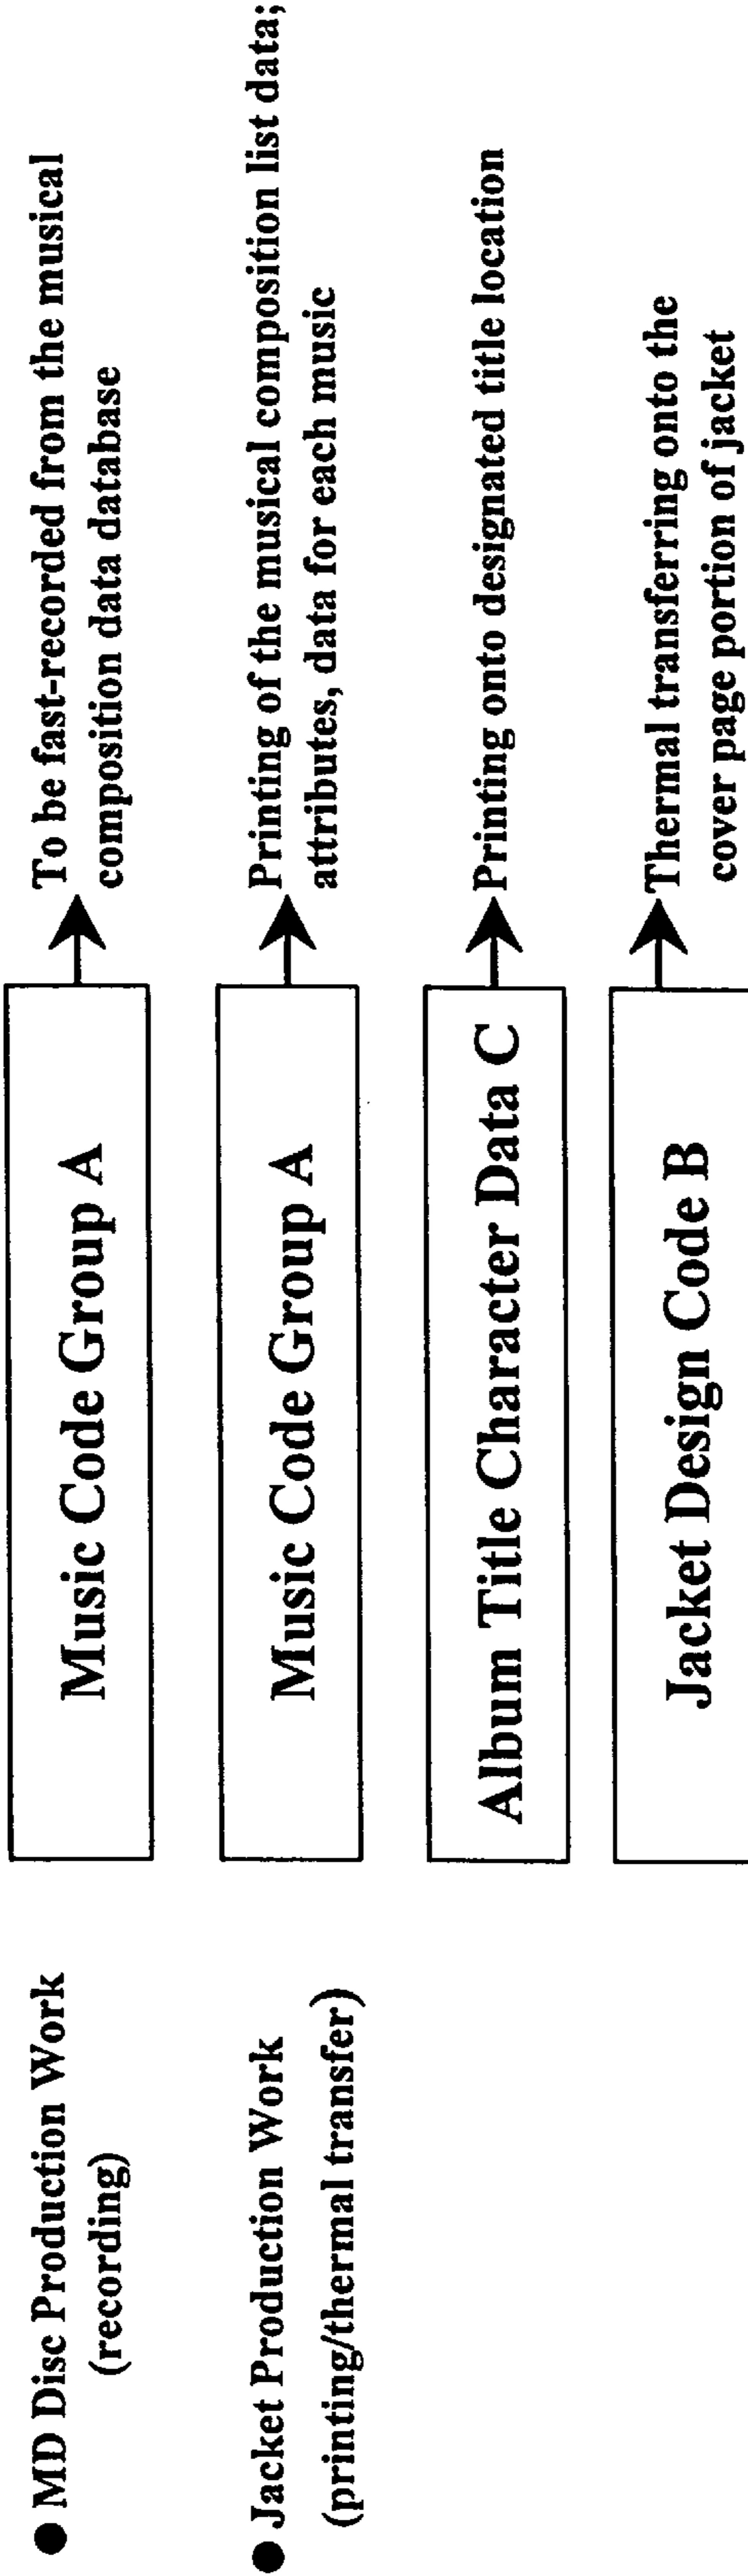 ● MD Disc Production Work
(recording)
Music Code Group A
To be fast-recorded from the musical
composition data database
● Jacket Production Work
(printing/thermal transfer)
Music Code Group A
Printing of the musical composition list data;
attributes, data for each music
Album Title Character Data C
Printing onto designated title location
Jacket Design Code B
Thermal transferring onto the
cover page portion of jacket